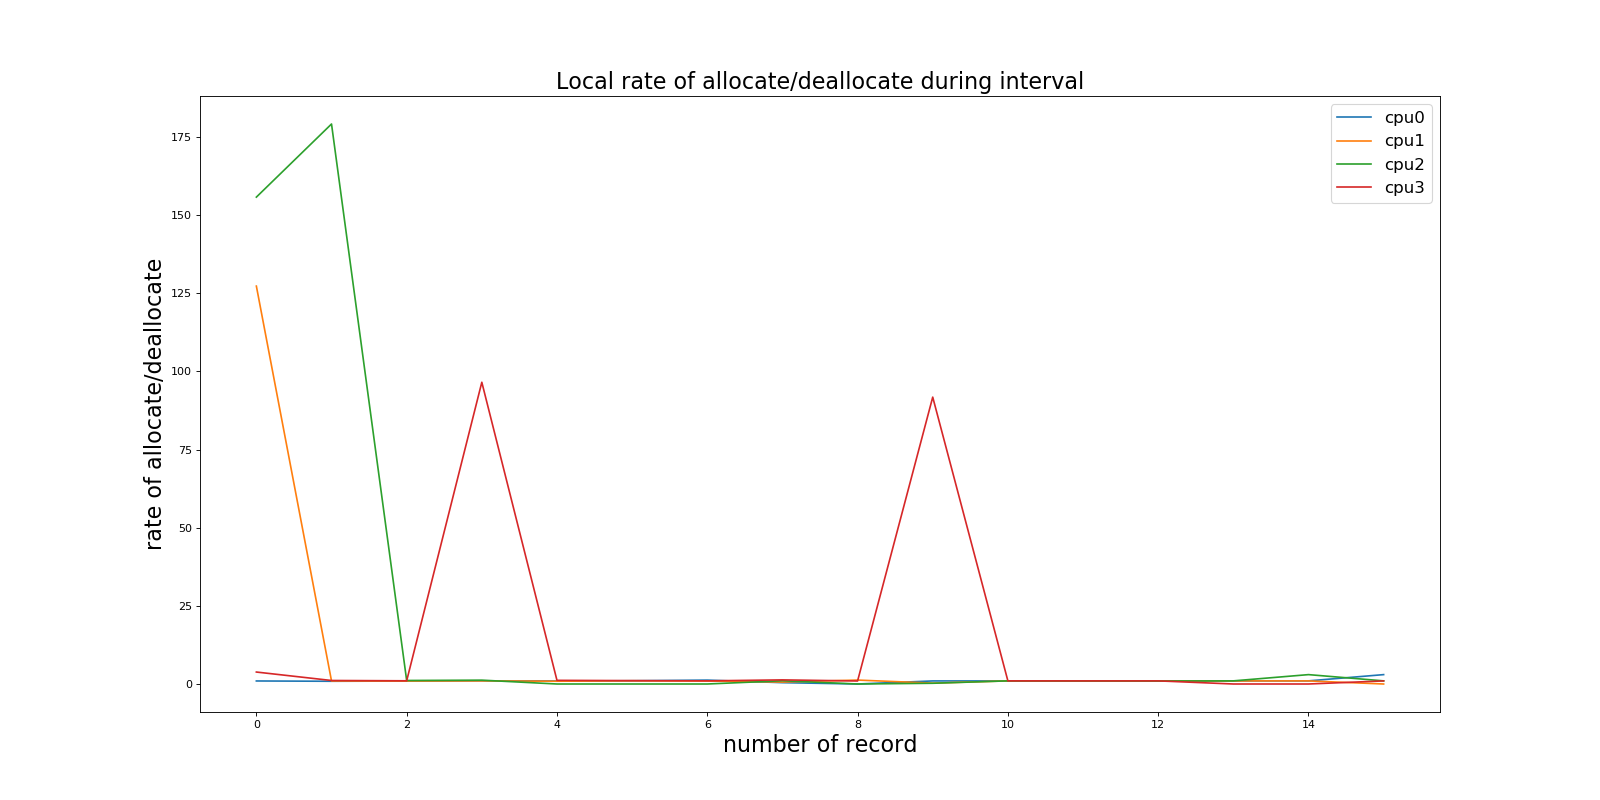 Local rate of allocate/deallocate during interval
cpu0
cpu1
cpu2
cpu3
rate of allocate/deallocate
175
150
125
100
75
50
25
0
0 2 4 6 8 10 12 14
number of record